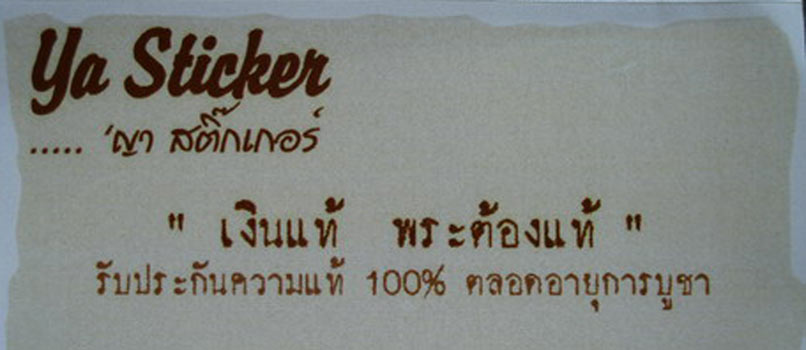 Ya Sticker
..... 'ญา สติ๊กเกอร์
" เงินแท้ พระต้องแท้ "
รับประกันความแท้ 100% ตลอดอายุการบูชา